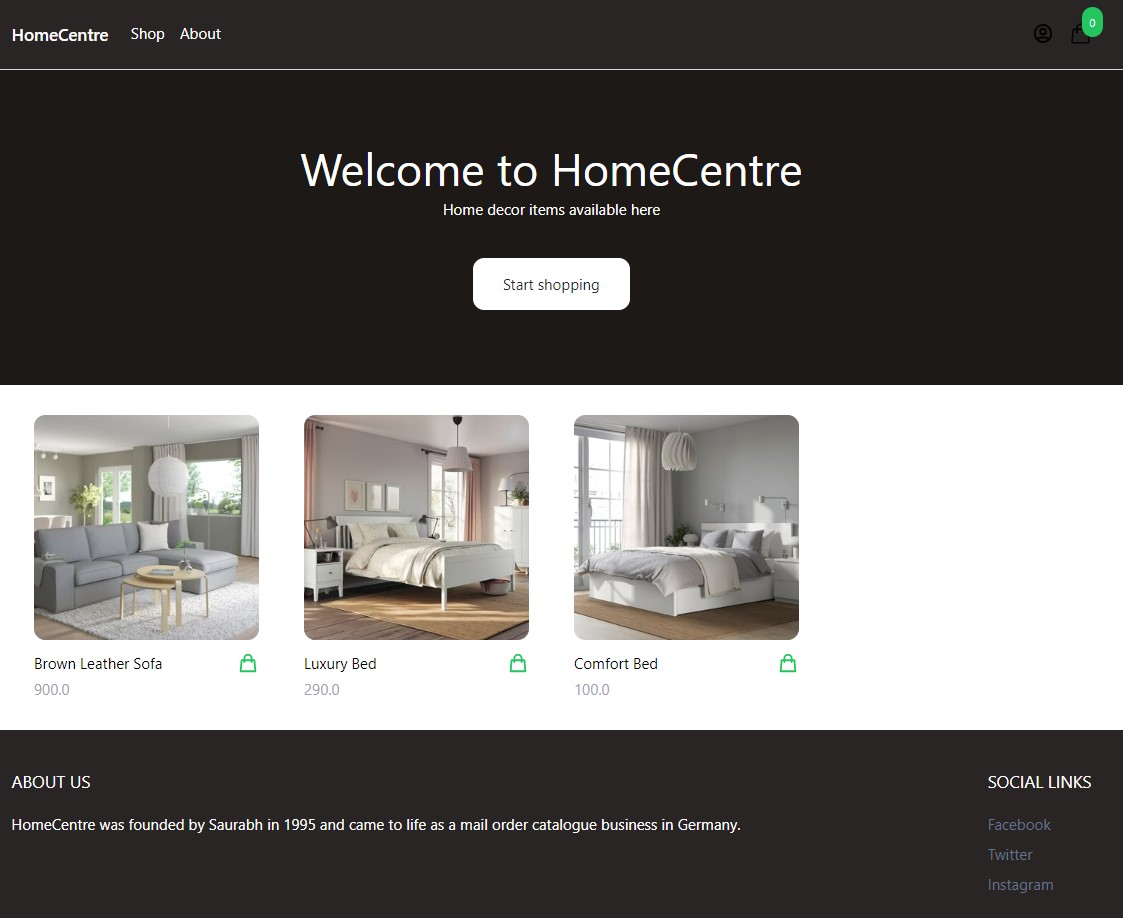 HomeCentre Shop About 0
Welcome to HomeCentre
Home decor items available here
Start shopping
Brown Leather Sofa
900.0
Luxury Bed
290.0
Comfort Bed
100.0
ABOUT US
HomeCentre was founded by Saurabh in 1995 and came to life as a mail order catalogue business in Germany.
SOCIAL LINKS
Facebook
Twitter
Instagram